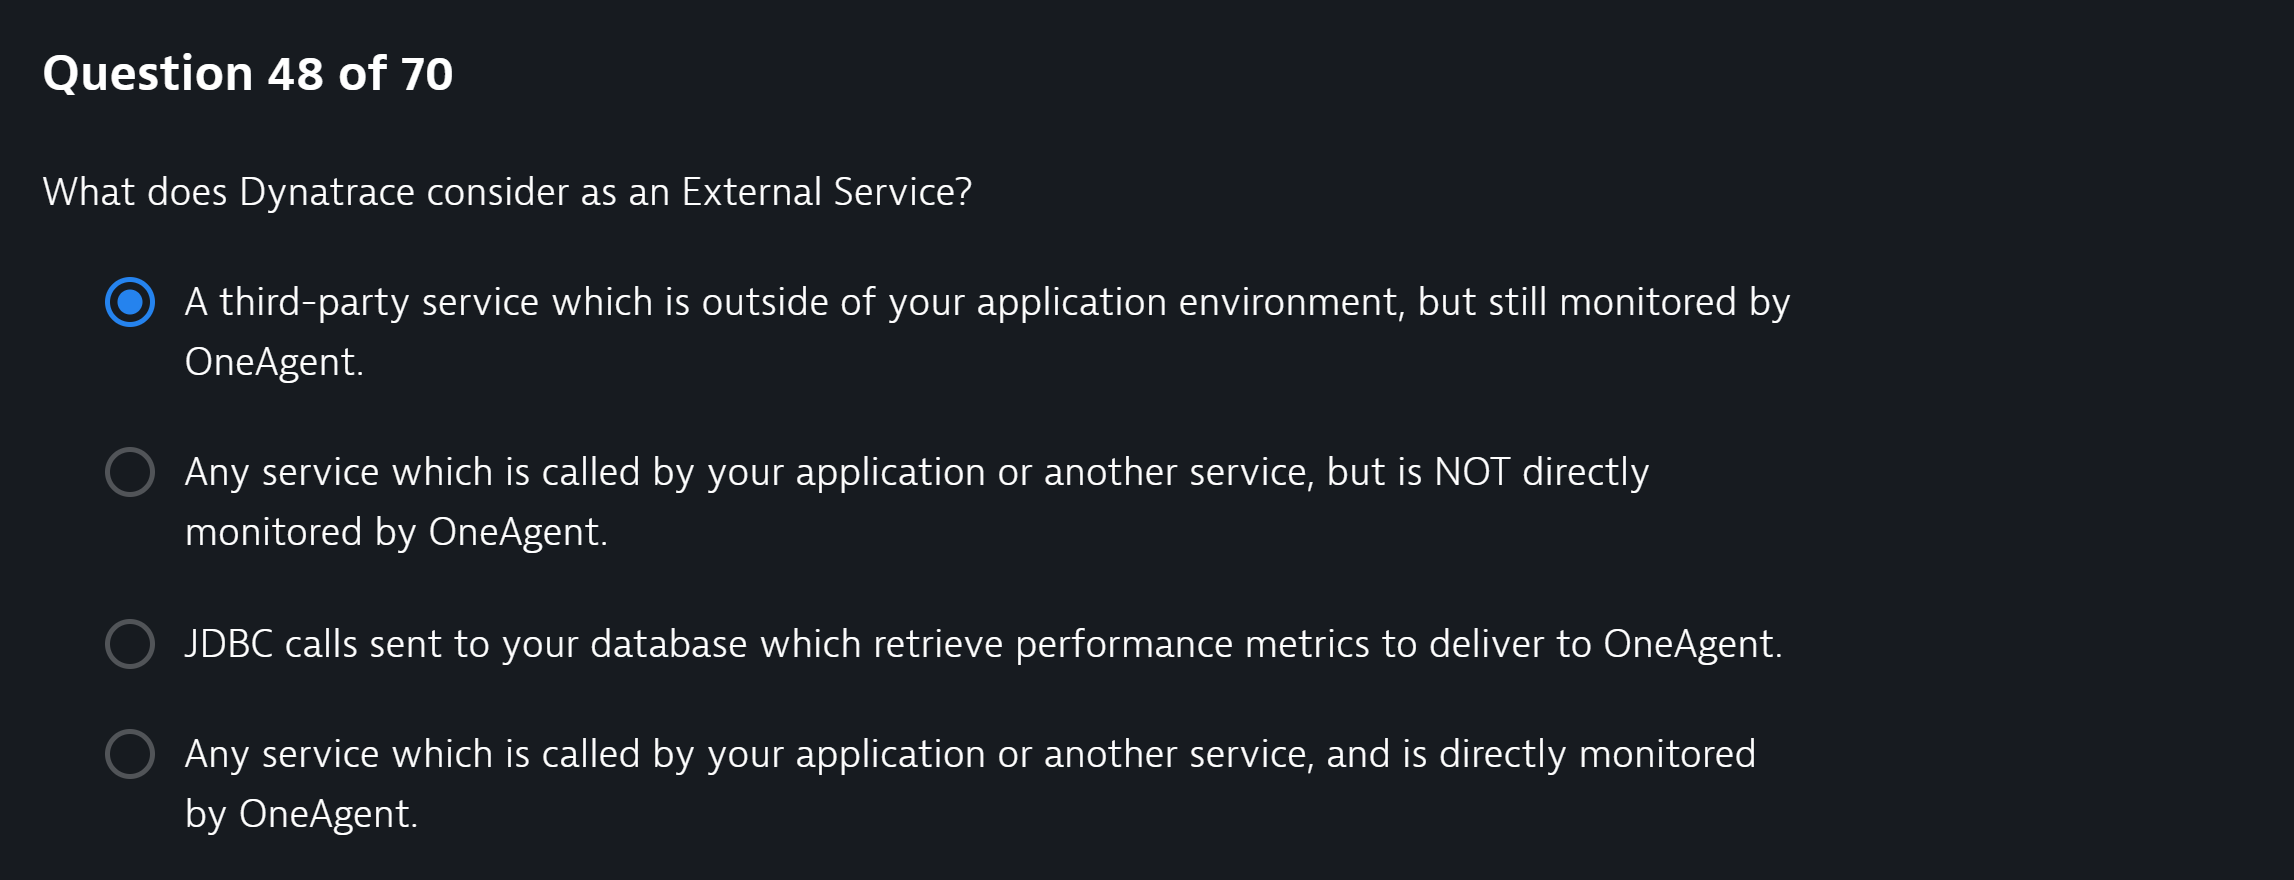 Question 48 of 70
What does Dynatrace consider as an External Service?
A third-party service which is outside of your application environment, but still monitored by
OneAgent.
Any service which is called by your application or another service, but is NOT directly
monitored by OneAgent.
JDBC calls sent to your database which retrieve performance metrics to deliver to OneAgent.
Any service which is called by your application or another service, and is directly monitored
by OneAgent.